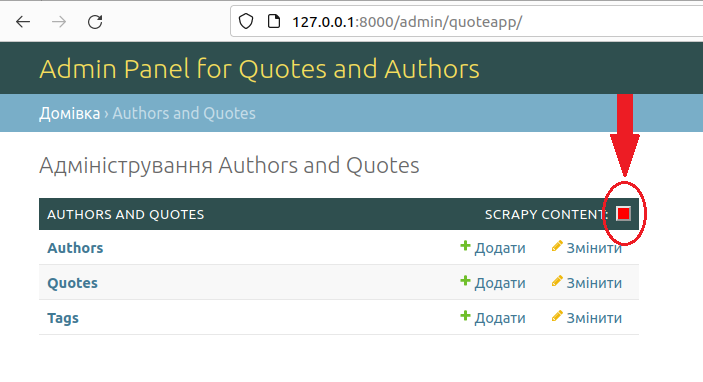 127.0.0.1:8000/admin/quoteapp/
Admin Panel for Quotes and Authors
Домівка › Authors and Quotes
Адміністрування Authors and Quotes
AUTHORS AND QUOTES SCRAPY CONTENT:
Authors Додати Змінити
Quotes Додати Змінити
Tags Додати Змінити